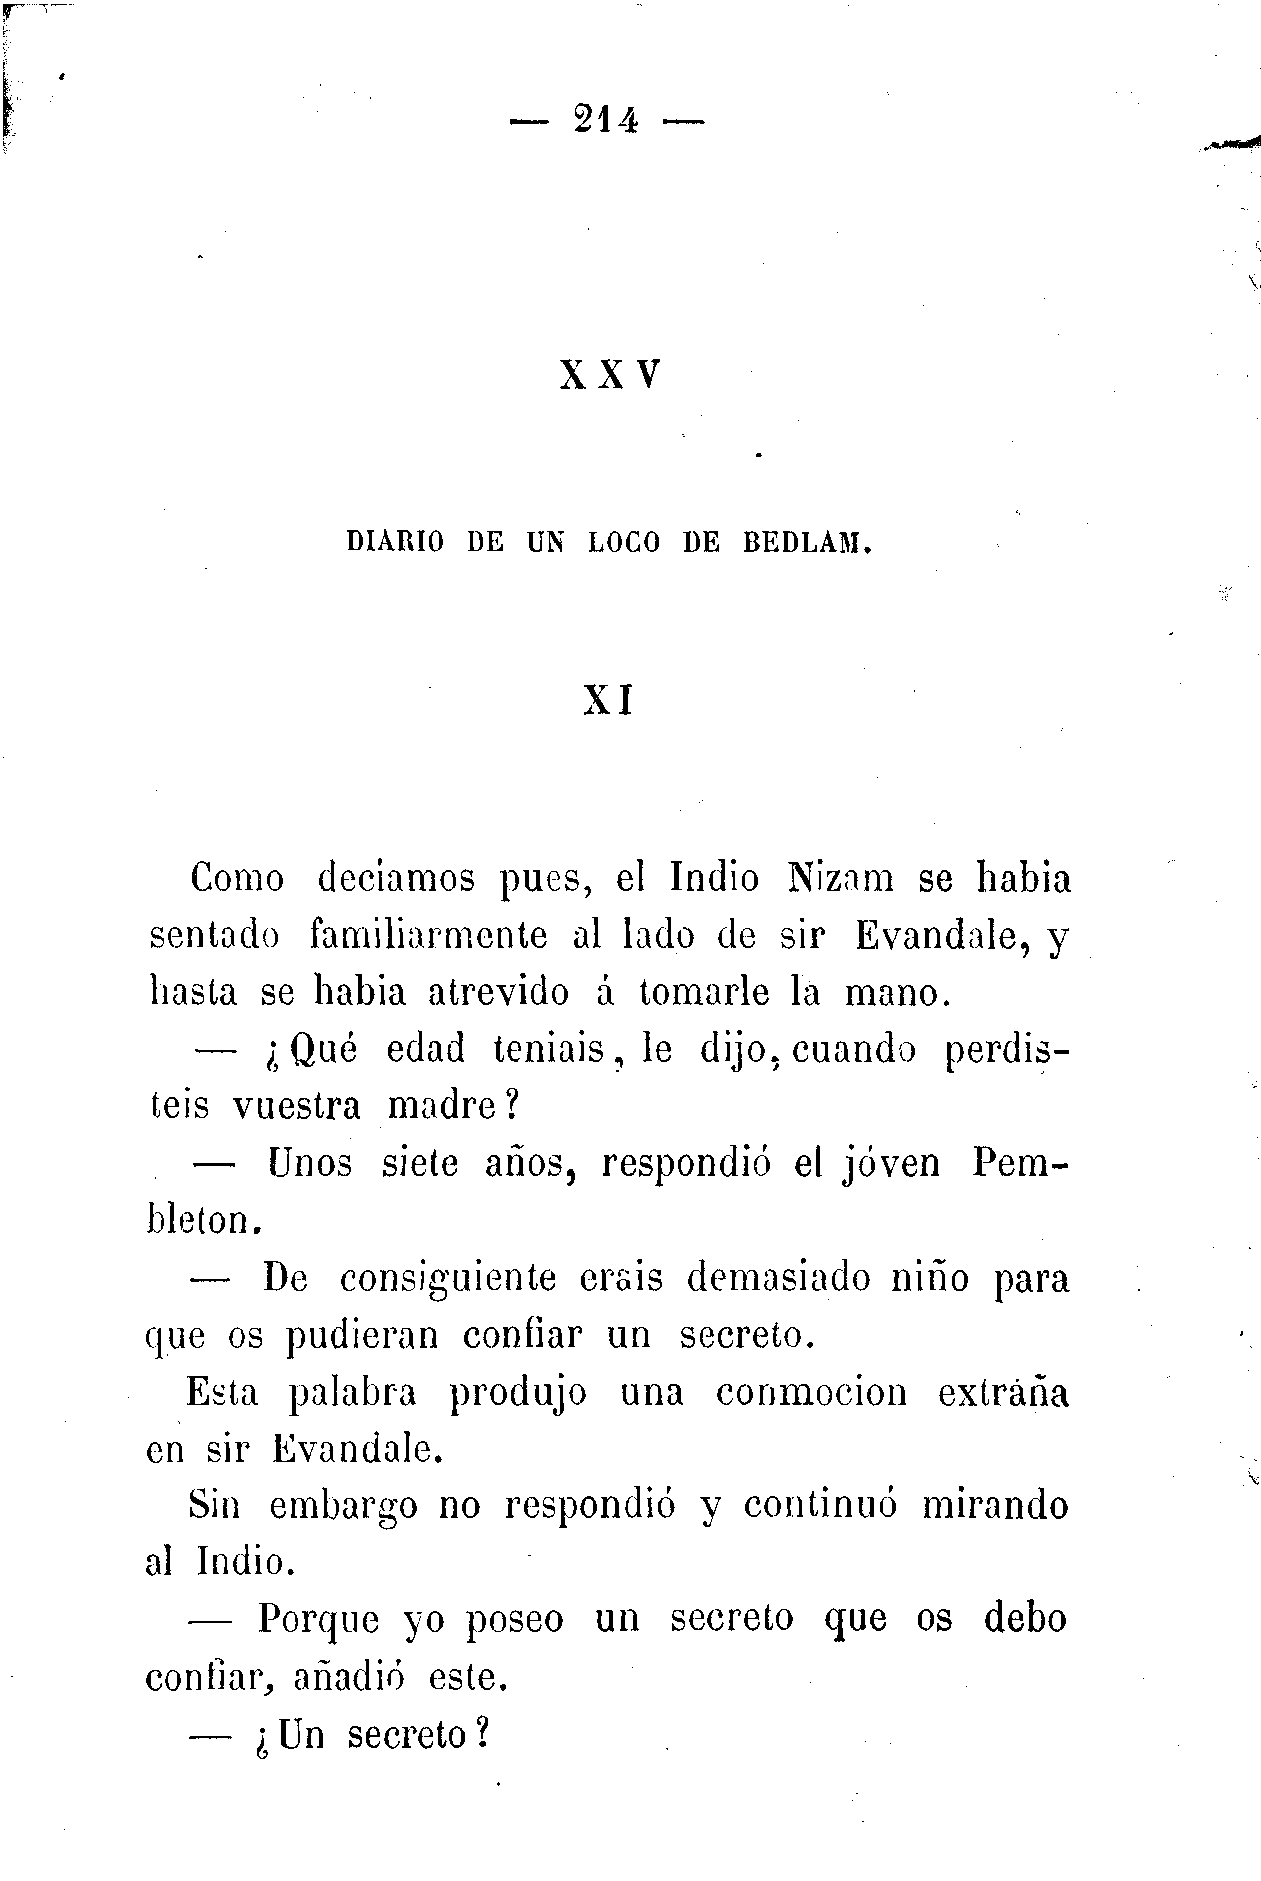 — 214 —
XXV
DIARIO DE UN LOCO DE BEDLAM.
XI
Como deciamos pues, el Indio Nizam se habia
sentado familiarmente al lado de sir Evandale, y
hasta se habia atrevido á tomarle la mano.
— ¿Qué edad teniais, le dijo, cuando perdis-
teis vuestra madre?
— Unos siete años, respondió el jóven Pem-
bleton.
— De consiguiente erais demasiado niño para
que os pudieran confiar un secreto.
Esta palabra produjo una conmocion extraña
en sir Evandale.
Sin embargo no respondió y continuó mirando
al Indio.
— Porque yo poseo un secreto que os debo
confiar, añadió este.
— ¿Un secreto?